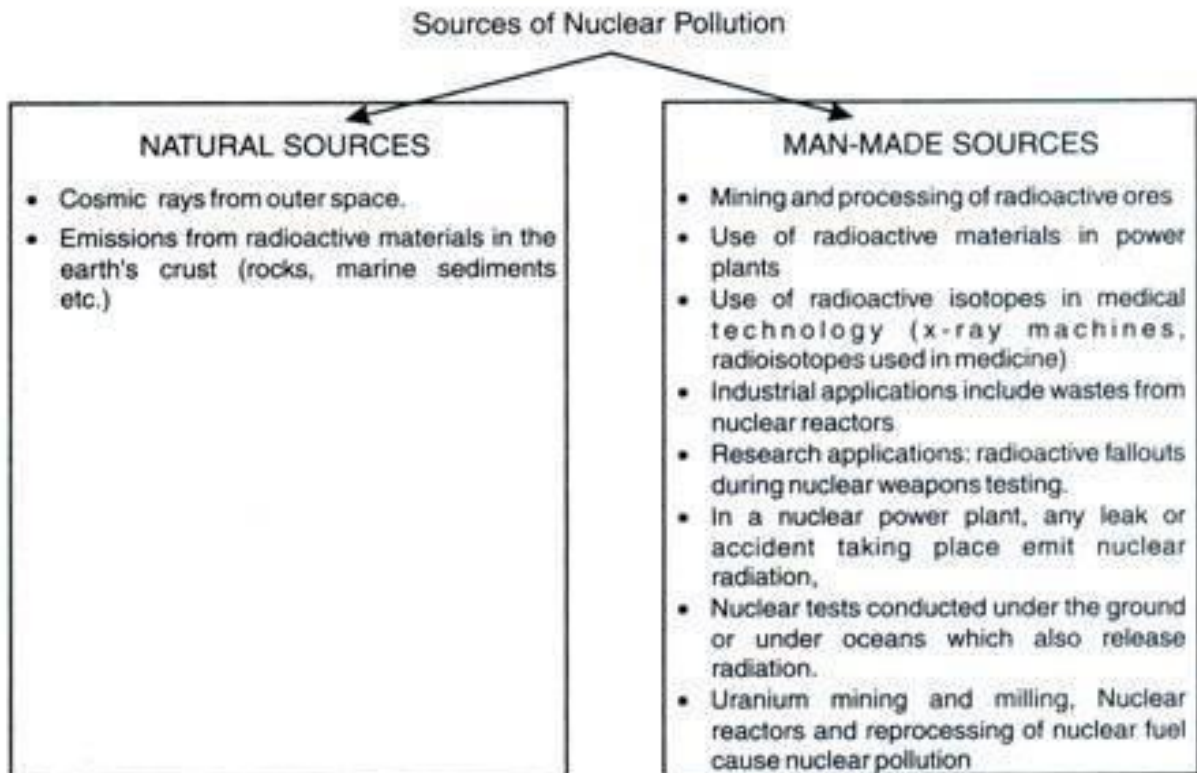 Sources of Nuclear Pollution
NATURAL SOURCES
• Cosmic rays from outer space.
• Emissions from radioactive materials in the
earth's crust (rocks, marine sediments
etc.)
MAN-MADE SOURCES
• Mining and processing of radioactive ores
• Use of radioactive materials in power
plants
• Use of radioactive isotopes in medical
technology (x-ray machines,
radioisotopes used in medicine)
• Industrial applications include wastes from
nuclear reactors
• Research applications: radioactive fallouts
during nuclear weapons testing.
• In a nuclear power plant, any leak or
accident taking place emit nuclear
radiation,
• Nuclear tests conducted under the ground
or under oceans which also release
radiation.
• Uranium mining and milling, Nuclear
reactors and reprocessing of nuclear fuel
cause nuclear pollution